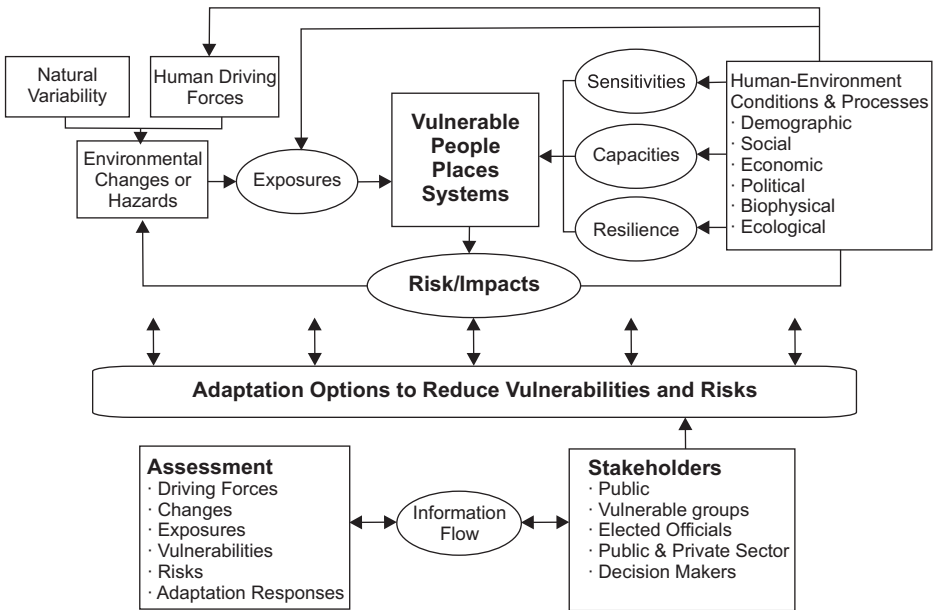 Natural
Variability
Human Driving
Forces
Environmental
Changes or
Hazards
Exposures
Vulnerable
People
Places
Systems
Sensitivities
Capacities
Resilience
Human-Environment
Conditions & Processes
· Demographic
· Social
· Economic
· Political
· Biophysical
· Ecological
Risk/Impacts
Adaptation Options to Reduce Vulnerabilities and Risks
Assessment
· Driving Forces
· Changes
· Exposures
· Vulnerabilities
· Risks
· Adaptation Responses
Information
Flow
Stakeholders
· Public
· Vulnerable groups
· Elected Officials
· Public & Private Sector
· Decision Makers